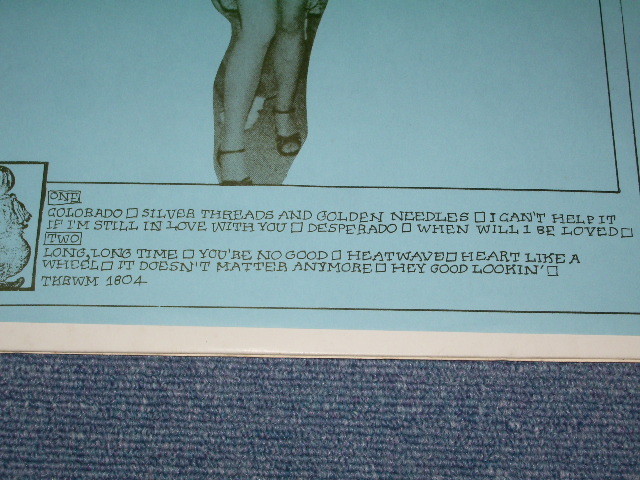 ONE
COLORADO □ SILVER THREADS AND GOLDEN NEEDLES □ I CAN'T HELP IT
IF I'M STILL IN LOVE WITH YOU □ DESPERADO □ WHEN WILL I BE LOVED □
TWO
LONG, LONG TIME □ YOU'RE NO GOOD □ HEATWAVE □ HEART LIKE A
WHEEL □ IT DOESN'T MATTER ANYMORE □ HEY GOOD LOOKIN' □
TKRWM 1804